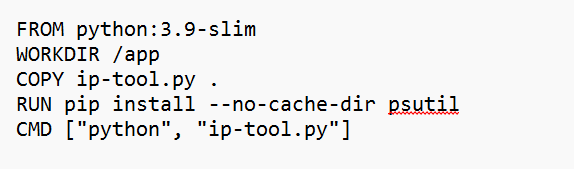 FROM python:3.9-slim
WORKDIR /app
COPY ip-tool.py .
RUN pip install --no-cache-dir psutil
CMD ["python", "ip-tool.py"]